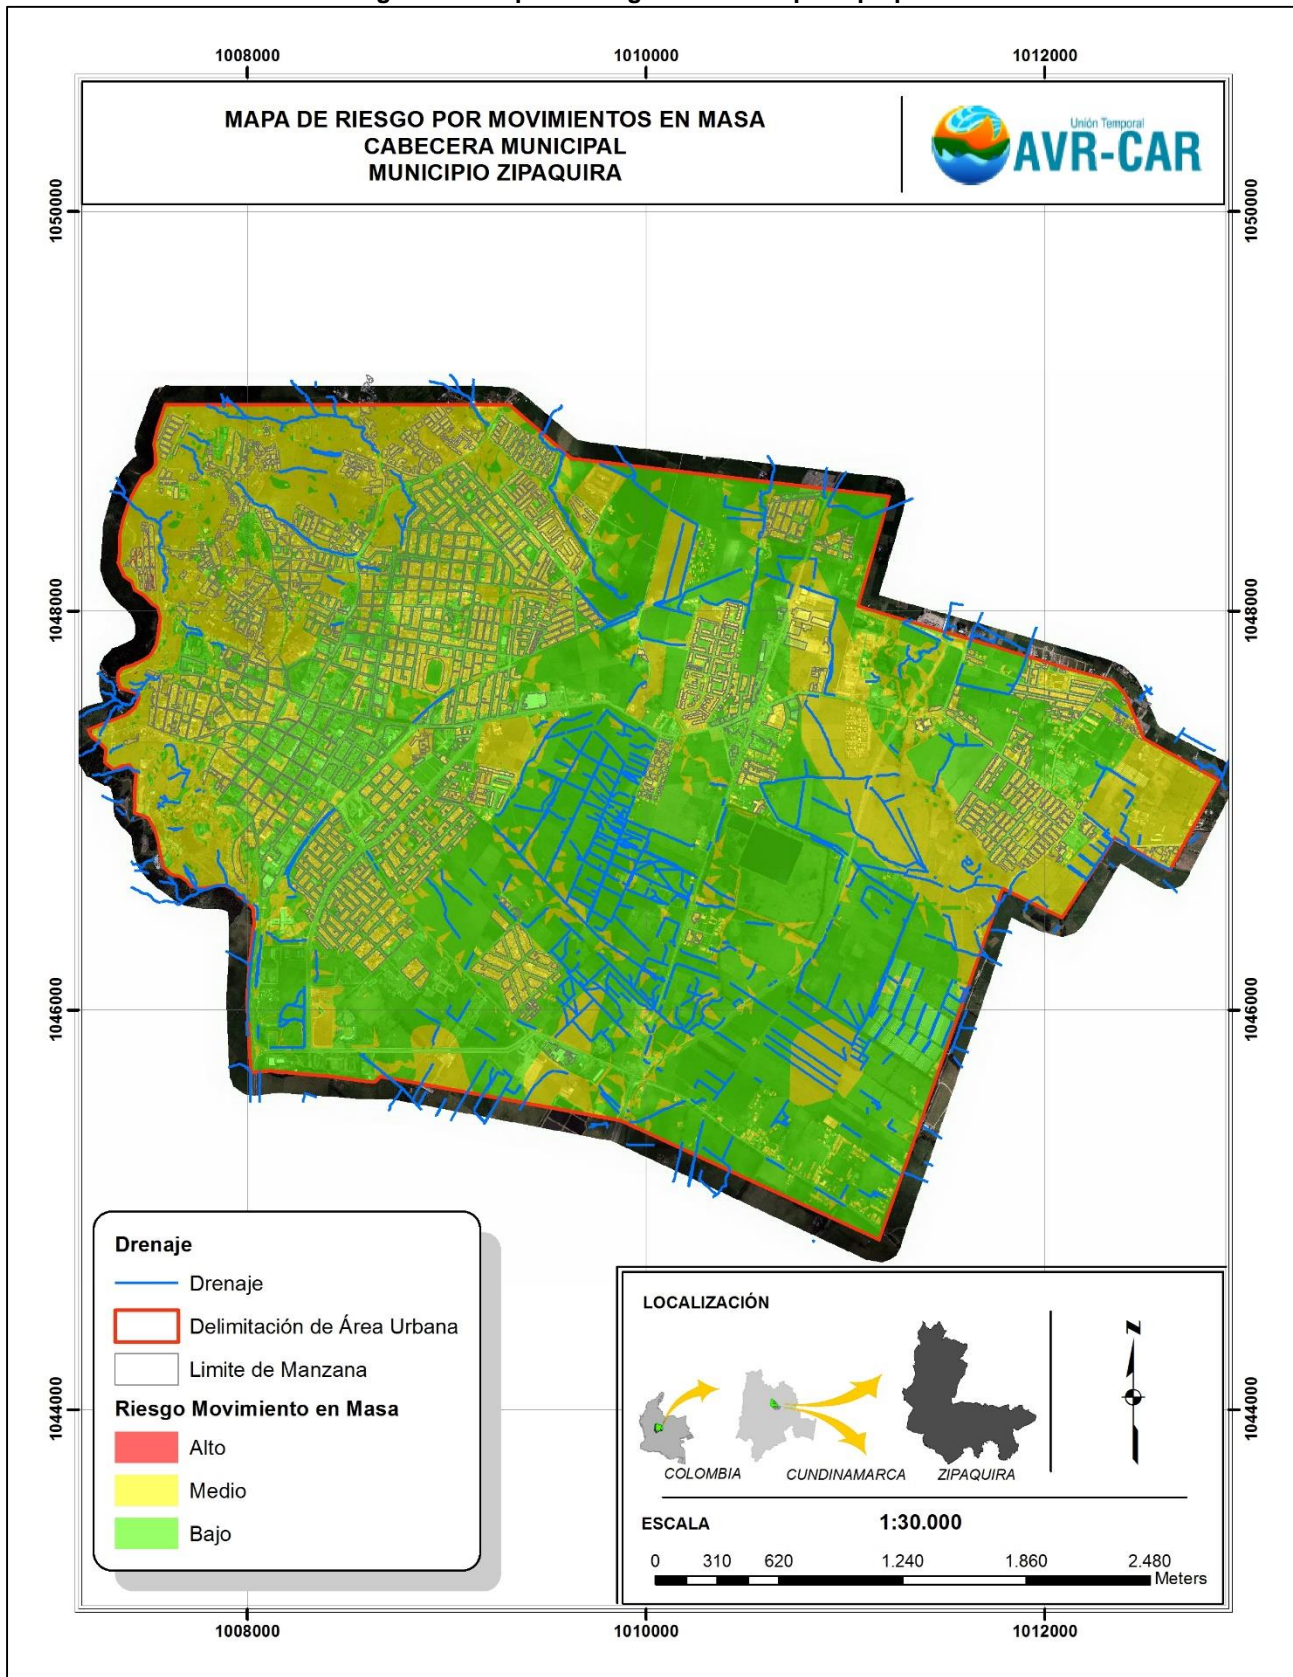 1008000
1010000
1012000
MAPA DE RIESGO POR MOVIMIENTOS EN MASA
CABECERA MUNICIPAL
MUNICIPIO ZIPAQUIRA
Unión Temporal
AVR-CAR
1050000
1050000
1048000
1048000
1046000
1046000
1044000
1044000
Drenaje
Drenaje
Delimitación de Área Urbana
Limite de Manzana
Riesgo Movimiento en Masa
Alto
Medio
Bajo
LOCALIZACIÓN
N
COLOMBIA
CUNDINAMARCA
ZIPAQUIRA
ESCALA
1:30.000
0 310 620 1.240 1.860 2.480
Meters
1008000
1010000
1012000